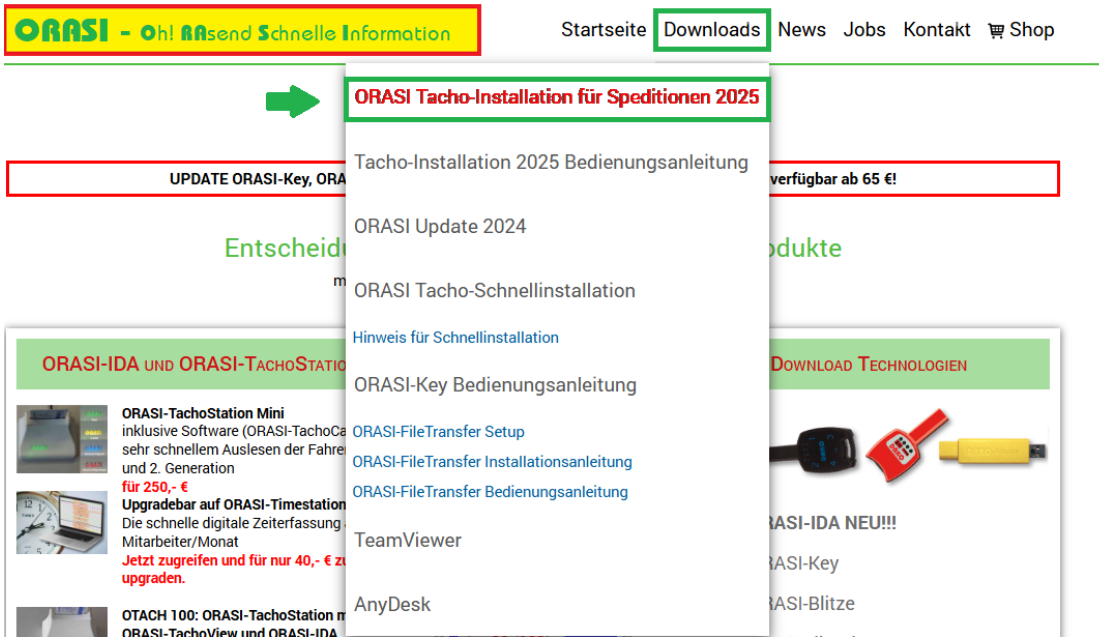 ORASI - Oh! RAsend Schnelle Information
Startseite Downloads News Jobs Kontakt Shop
ORASI Tacho-Installation für Speditionen 2025
Tacho-Installation 2025 Bedienungsanleitung
UPDATE ORASI-Key, ORA
verfügbar ab 65 €!
ORASI Update 2024
Entscheidu
odukte
m
ORASI Tacho-Schnellinstallation
Hinweis für Schnellinstallation
ORASI-Key Bedienungsanleitung
ORASI-FileTransfer Setup
ORASI-FileTransfer Installationsanleitung
ORASI-FileTransfer Bedienungsanleitung
TeamViewer
AnyDesk
ORASI-IDA und ORASI-TachoStatio
ORASI-TachoStation Mini
inklusive Software (ORASI-TachoCa
sehr schnellem Auslesen der Fahre
und 2. Generation
für 250,- €
Upgradebar auf ORASI-Timestation
Die schnelle digitale Zeiterfassung
Mitarbeiter/Monat
Jetzt zugreifen und für nur 40,- € zu
upgraden.
OTACH 100: ORASI-TachoStation m
ORASI-TachoView und ORASI-IDA
Download Technologien
RASI-IDA NEU!!!
RASI-Key
RASI-Blitze